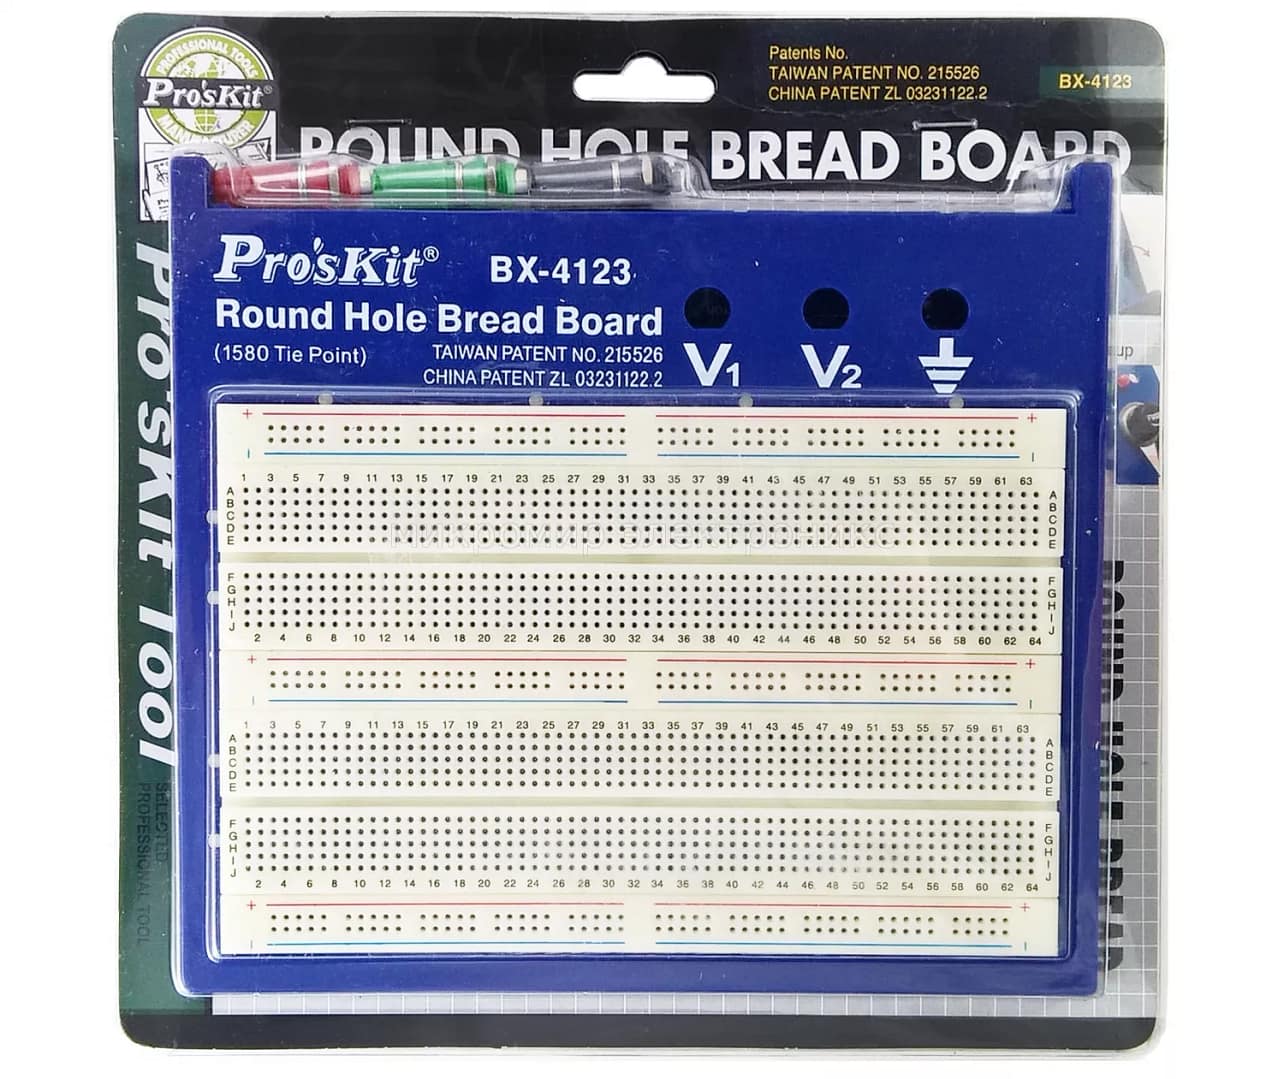 PROFESSIONAL TOOLS
Pro'sKit®
Patents No.
TAIWAN PATENT NO. 215526
CHINA PATENT ZL 03231122.2
BX-4123
ROUND HOLE BREAD BOARD
Pro'sKit® BX-4123
Round Hole Bread Board
(1580 Tie Point)
TAIWAN PATENT NO. 215526
CHINA PATENT ZL 03231122.2
V1 V2
Pro'sKit Tool
SELECTED
PROFESSIONAL TOOL
+ +
- -
1 3 5 7 9 11 13 15 17 19 21 23 25 27 29 31 33 35 37 39 41 43 45 47 49 51 53 55 57 59 61 63
A A
B B
C C
D D
E E
микромир электроникс
F F
G G
H H
I I
J J
2 4 6 8 10 12 14 16 18 20 22 24 26 28 30 32 34 36 38 40 42 44 46 48 50 52 54 56 58 60 62 64
+ +
- -
1 3 5 7 9 11 13 15 17 19 21 23 25 27 29 31 33 35 37 39 41 43 45 47 49 51 53 55 57 59 61 63
A A
B B
C C
D D
E E
F F
G G
H H
I I
J J
2 4 6 8 10 12 14 16 18 20 22 24 26 28 30 32 34 36 38 40 42 44 46 48 50 52 54 56 58 60 62 64
+ +
- -
ROUND HOLE BREAD